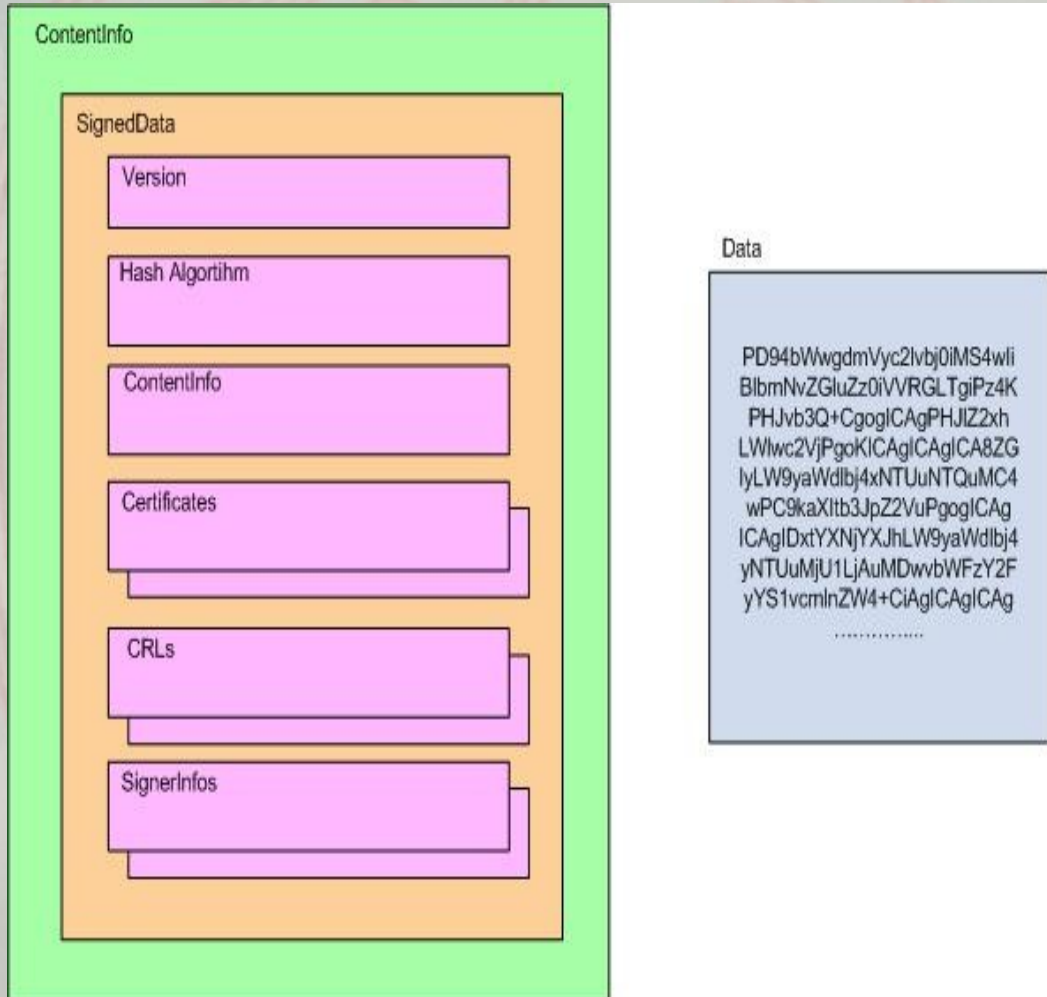 ContentInfo
SignedData
Version
Hash Algortihm
ContentInfo
Certificates
CRLs
SignerInfos
Data
PD94bWwgdmVyc2lvbj0iMS4wIi
BlbmNvZGluZz0iVVRGLTgiPz4K
PHJvb3Q+CgogICAgPHJlZ2xh
LWlwc2VjPgoKICAgICAgICA8ZG
lyLW9yaWdlbj4xNTUuNTQuMC4
wPC9kaXItb3JpZ2VuPgogICAg
ICAgIDxtYXNjYXJhLW9yaWdlbj4
yNTUuMjU1LjAuMDwvbWFzY2F
yYS1vcmlnZW4+CiAgICAgICAg
...............